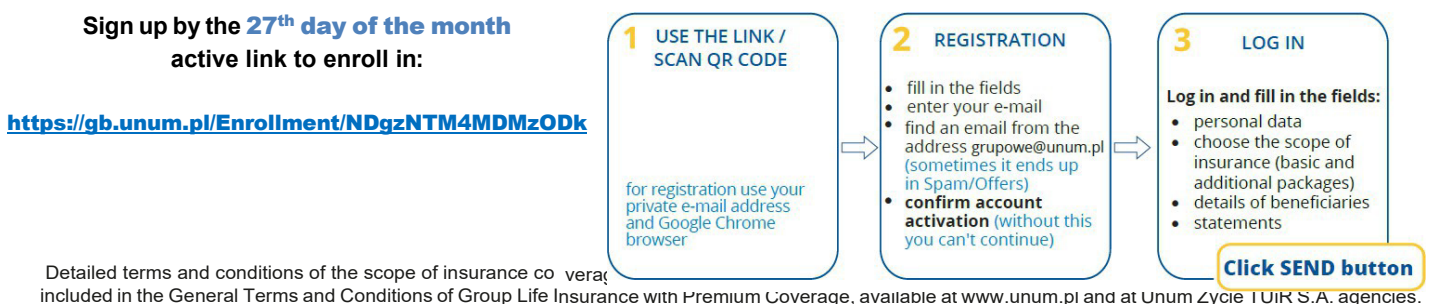 Sign up by the 27th day of the month
active link to enroll in:
https://gb.unum.pl/Enrollment/NDgzNTM4MDMzODk
1 USE THE LINK /
SCAN QR CODE
for registration use your
private e-mail address
and Google Chrome
browser
2 REGISTRATION
• fill in the fields
• enter your e-mail
• find an email from the
address grupowe@unum.pl
(sometimes it ends up
in Spam/Offers)
• confirm account
activation (without this
you can't continue)
3 LOG IN
Log in and fill in the fields:
• personal data
• choose the scope of
insurance (basic and
additional packages)
• details of beneficiaries
• statements
Click SEND button
Detailed terms and conditions of the scope of insurance co
included in the General Terms and Conditions of Group Life Insurance with Premium Coverage, available at www.unum.pl and at Unum Życie TUiR S.A. agencies.